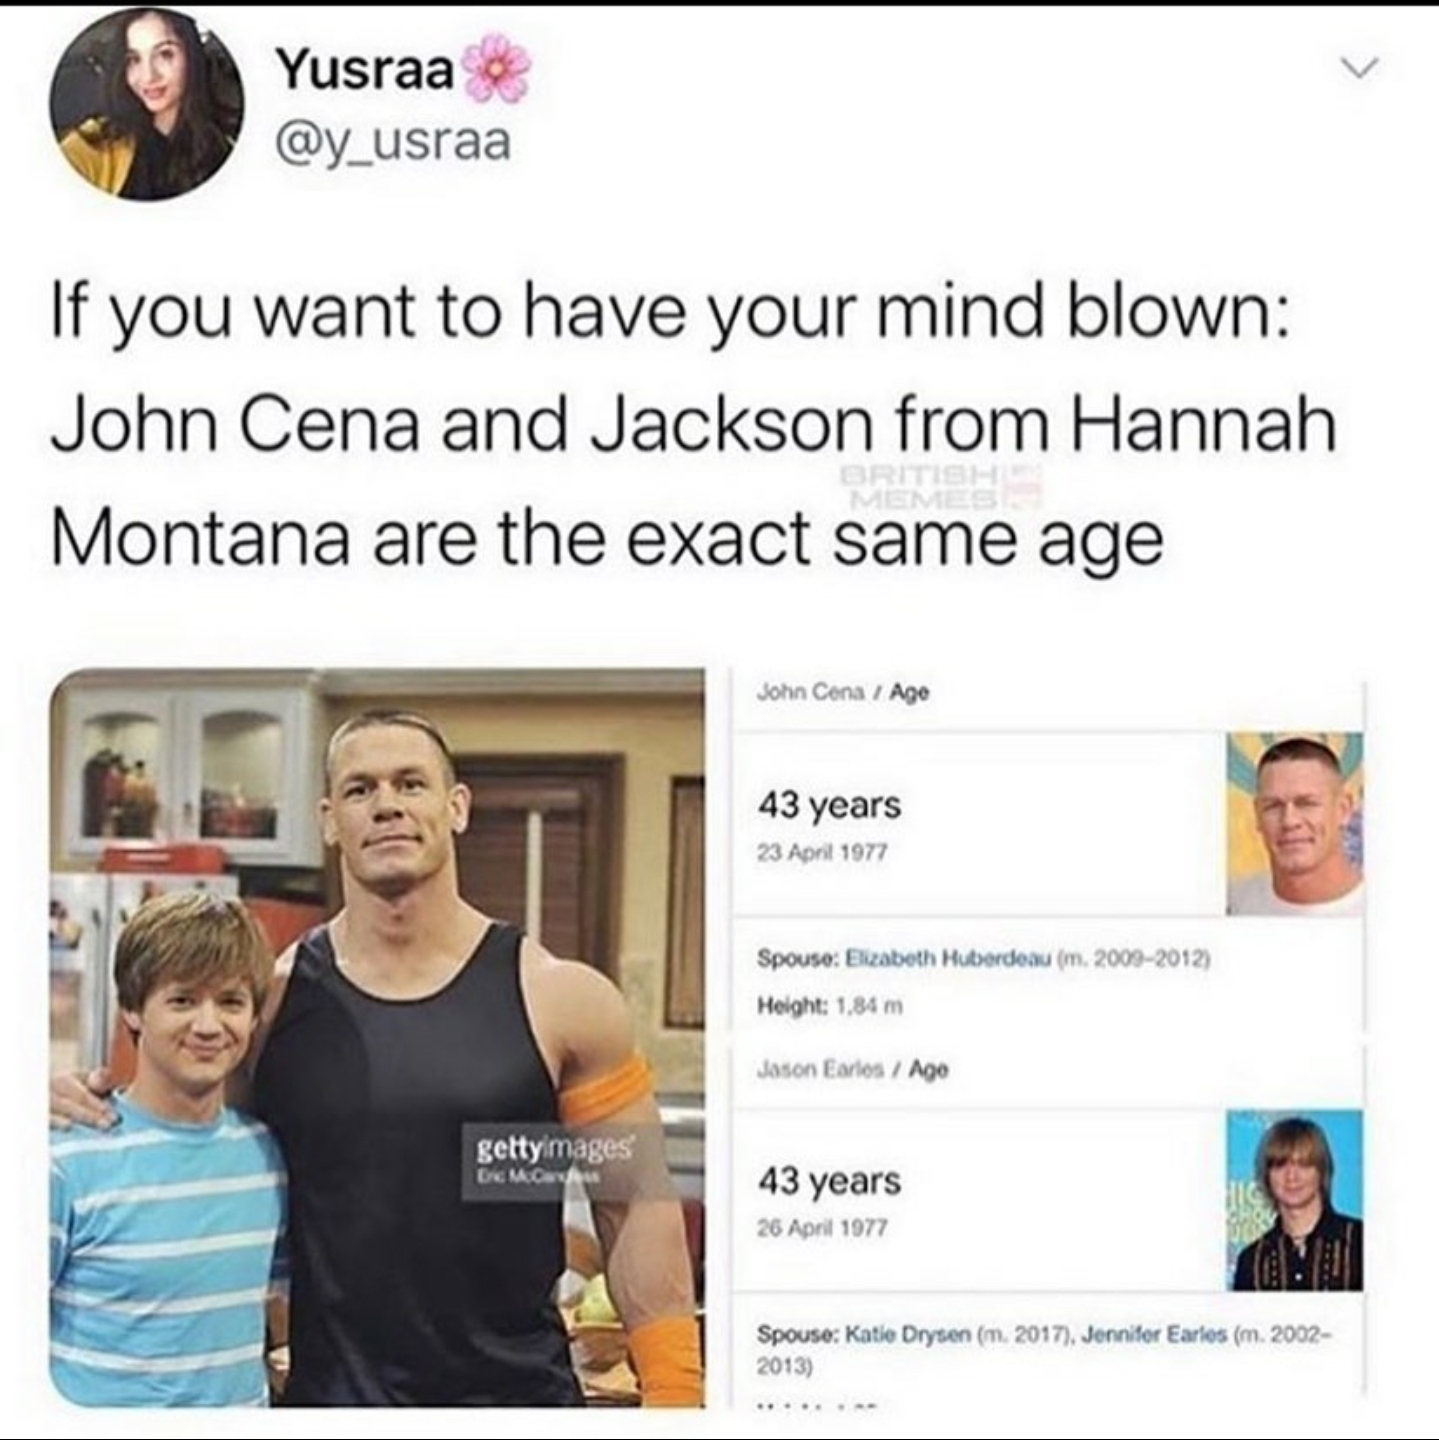 Yusraa🌸
@y_usraa
If you want to have your mind blown:
John Cena and Jackson from Hannah
BRITISH
MEMES
Montana are the exact same age
gettyimages
John Cena / Age
43 years
23 April 1977
Spouse: Elizabeth Huberdeau (m. 2009-2012)
Height: 1,84 m
Jason Earles / Age
43 years
26 April 1977
Spouse: Katie Drysen (m. 2017), Jennifer Earles (m. 2002-
2013)